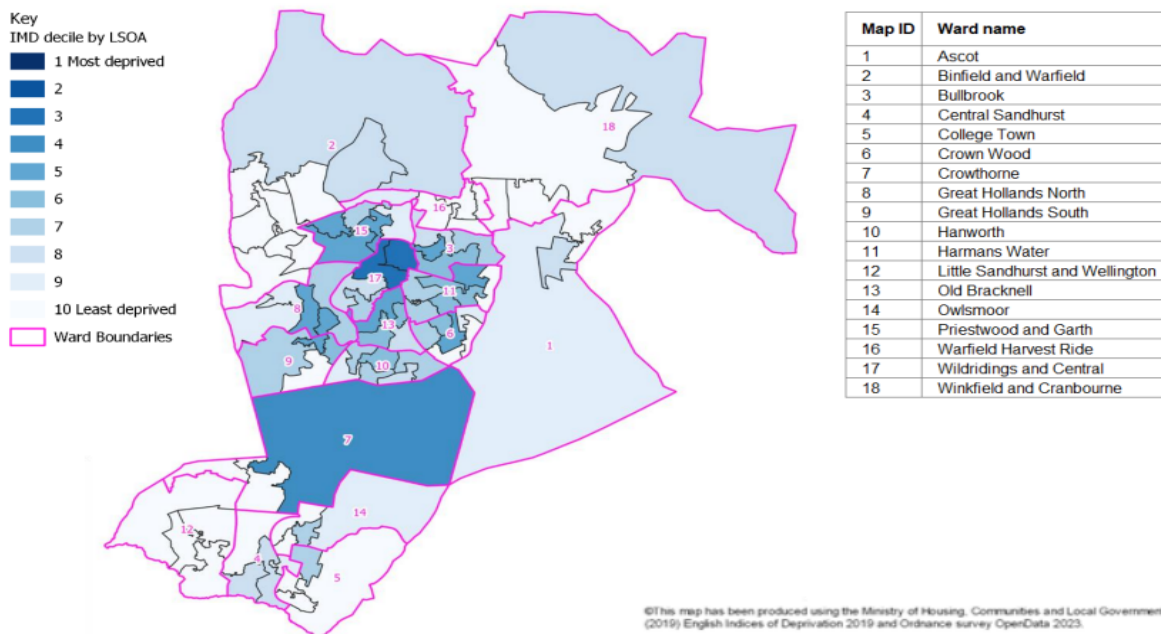 Key
IMD decile by LSOA
1 Most deprived
2
3
4
5
6
7
8
9
10 Least deprived
Ward Boundaries
18
2
16
15
3
17
11
8
13
6
9
10
1
7
14
12
4
5
Map ID Ward name
1 Ascot
2 Binfield and Warfield
3 Bullbrook
4 Central Sandhurst
5 College Town
6 Crown Wood
7 Crowthorne
8 Great Hollands North
9 Great Hollands South
10 Hanworth
11 Harmans Water
12 Little Sandhurst and Wellington
13 Old Bracknell
14 Owlsmoor
15 Priestwood and Garth
16 Warfield Harvest Ride
17 Wildridings and Central
18 Winkfield and Cranbourne
©This map has been produced using the Ministry of Housing, Communities and Local Government
(2019) English Indices of Deprivation 2019 and Ordnance survey OpenData 2023.